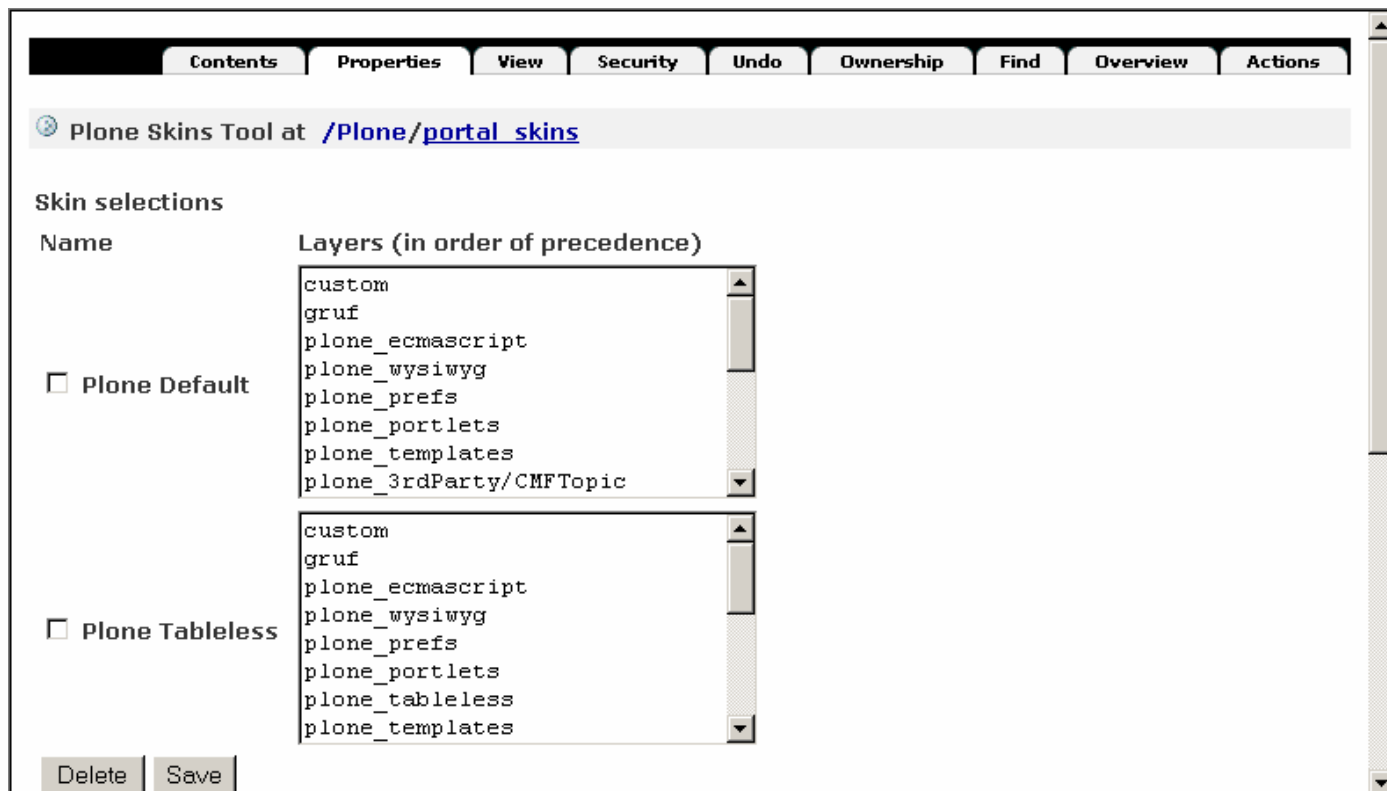 Contents Properties View Security Undo Ownership Find Overview Actions
Plone Skins Tool at /Plone/portal_skins
Skin selections
Name Layers (in order of precedence)
custom
gruf
plone_ecmascript
plone_wysiwyg
Plone Default
plone_prefs
plone_portlets
plone_templates
plone_3rdParty/CMFTopic
custom
gruf
plone_ecmascript
plone_wysiwyg
Plone Tableless
plone_prefs
plone_portlets
plone_tableless
plone_templates
Delete Save